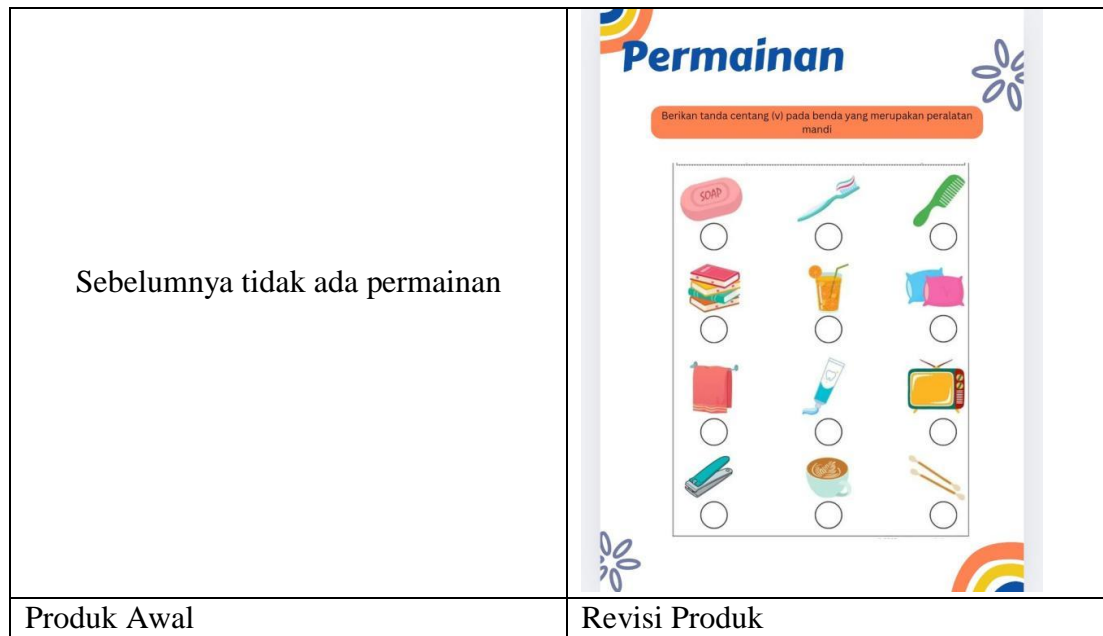 Sebelumnya tidak ada permainan
Permainan
Berikan tanda centang (v) pada benda yang merupakan peralatan
mandi
SOAP
Produk Awal
Revisi Produk